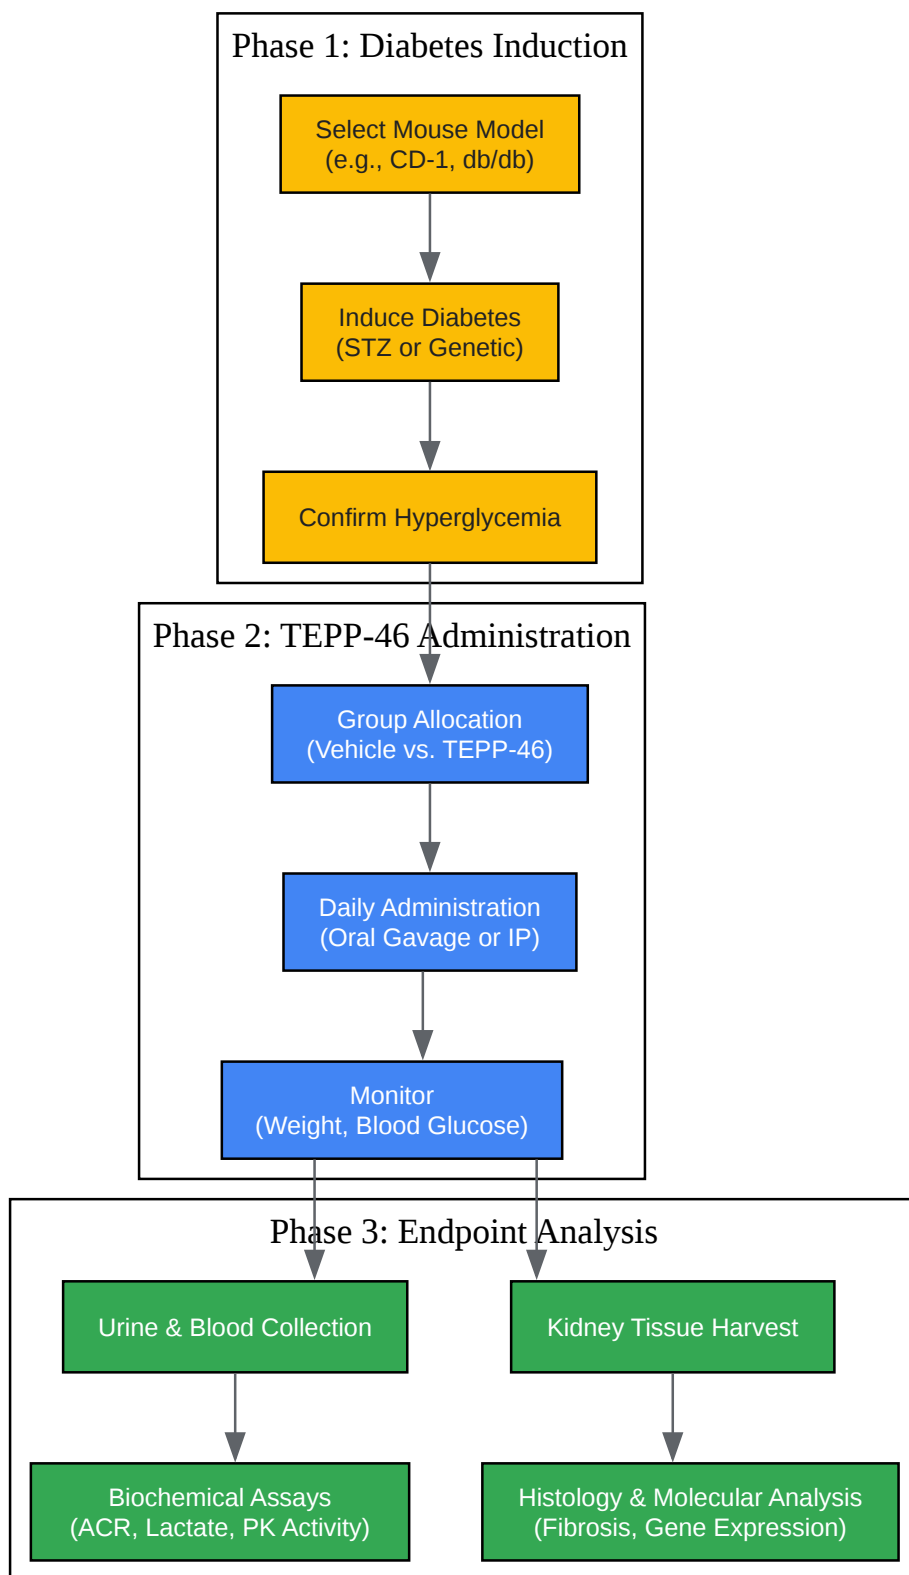 Phase 1: Diabetes Induction
Select Mouse Model
(e.g., CD-1, db/db)
Induce Diabetes
(STZ or Genetic)
Confirm Hyperglycemia
Phase 2: TEPP-46 Administration
Group Allocation
(Vehicle vs. TEPP-46)
Daily Administration
(Oral Gavage or IP)
Monitor
(Weight, Blood Glucose)
Phase 3: Endpoint Analysis
Urine & Blood Collection
Kidney Tissue Harvest
Biochemical Assays
(ACR, Lactate, PK Activity)
Histology & Molecular Analysis
(Fibrosis, Gene Expression)